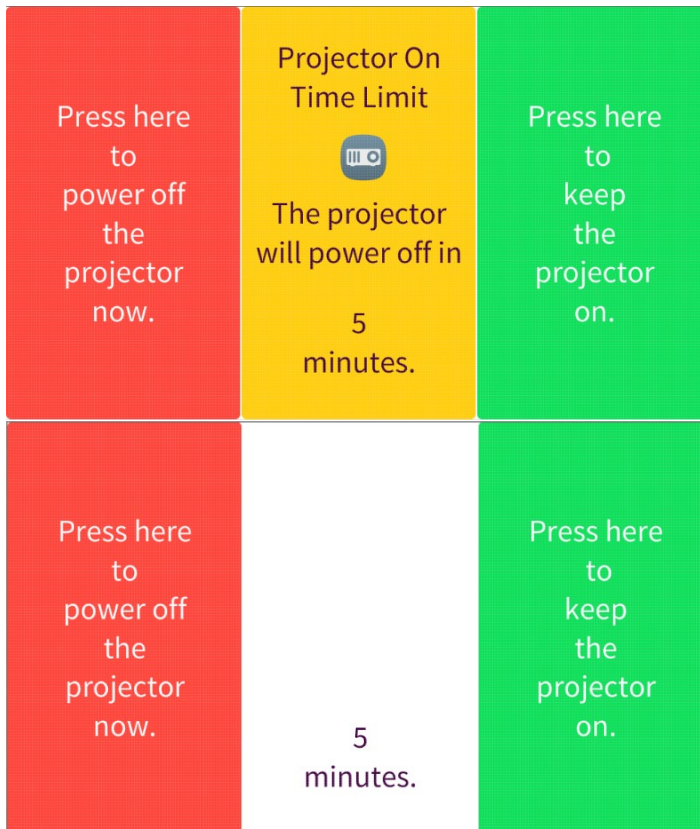 Press here
to
power off
the
projector
now.
Projector On
Time Limit
The projector
will power off in
5
minutes.
Press here
to
keep
the
projector
on.
Press here
to
power off
the
projector
now.
5
minutes.
Press here
to
keep
the
projector
on.